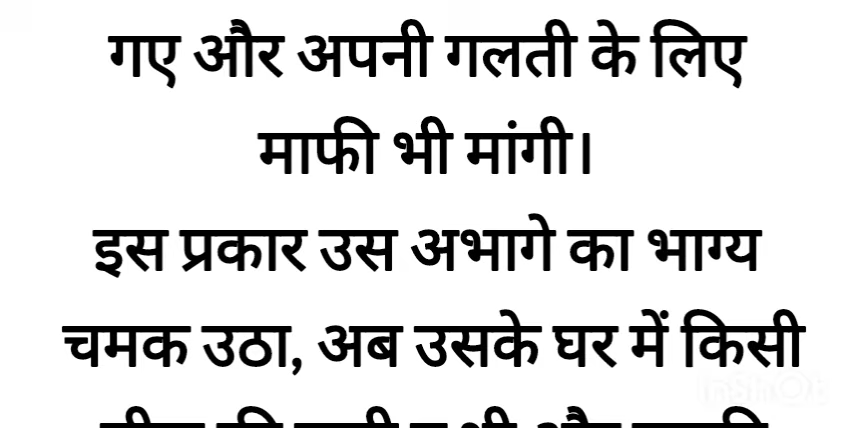 गए और अपनी गलती के लिए
माफी भी मांगी।
इस प्रकार उस अभागे का भाग्य
चमक उठा, अब उसके घर में किसी